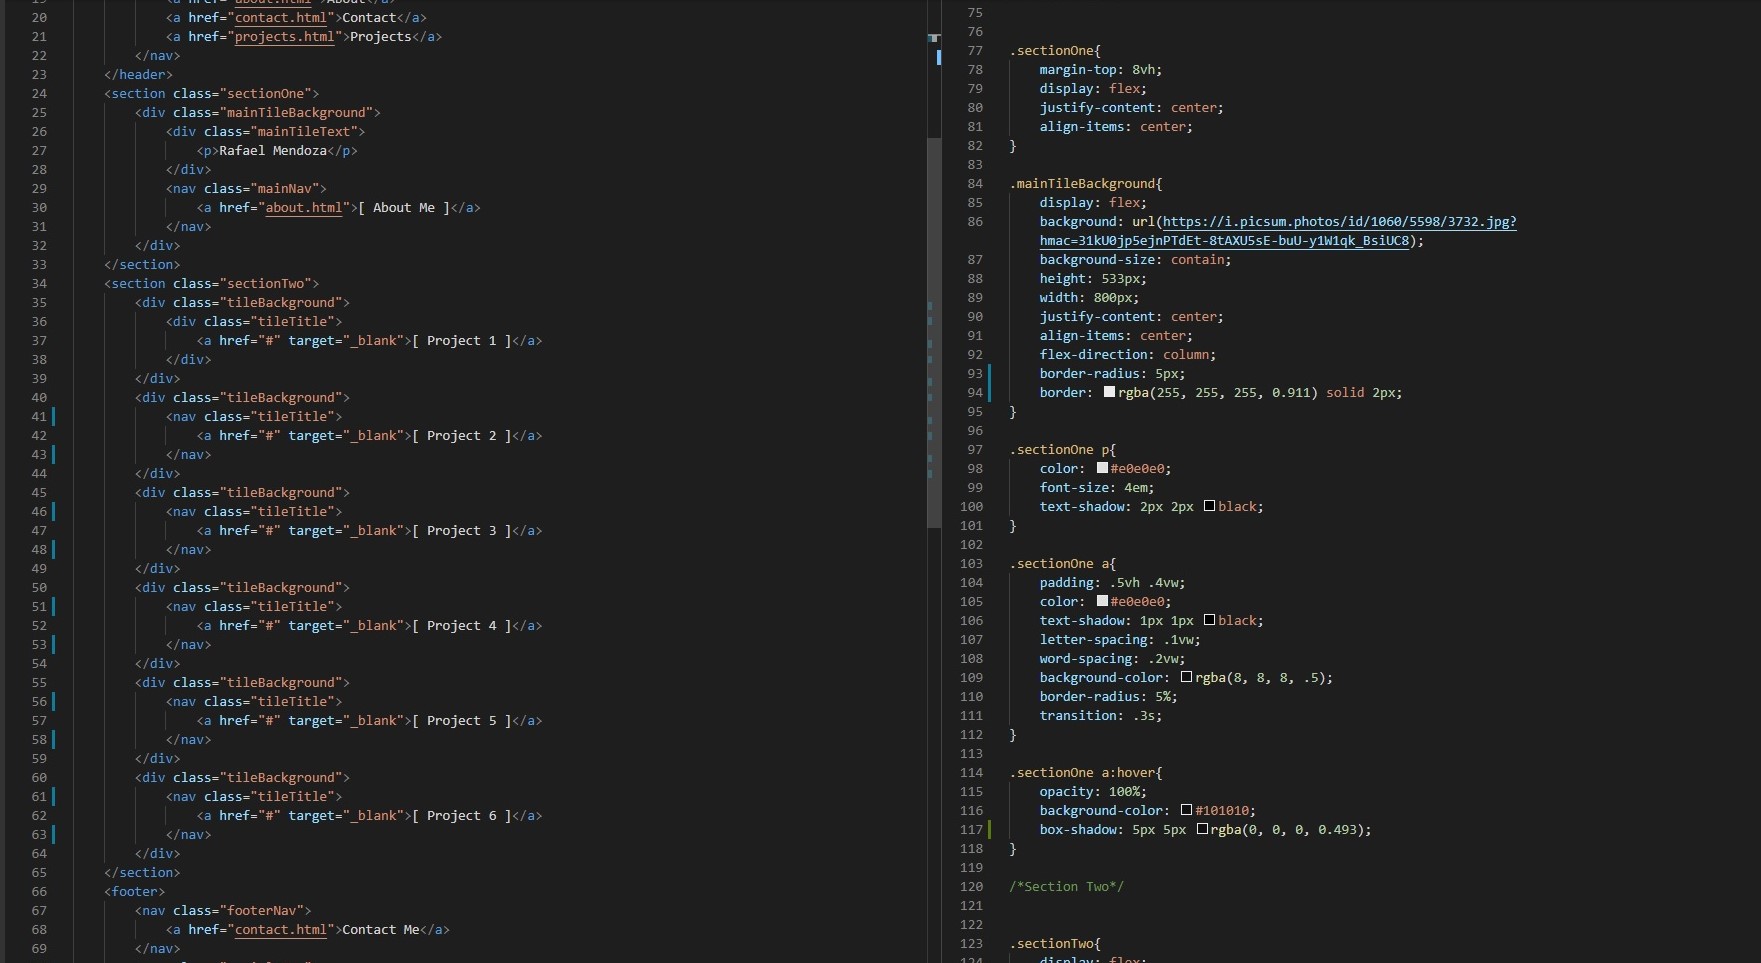 19 <a href="about.html">About</a>
20 <a href="contact.html">Contact</a>
21 <a href="projects.html">Projects</a>
22 </nav>
23 </header>
24 <section class="sectionOne">
25 <div class="mainTileBackground">
26 <div class="mainTileText">
27 <p>Rafael Mendoza</p>
28 </div>
29 <nav class="mainNav">
30 <a href="about.html">[ About Me ]</a>
31 </nav>
32 </div>
33 </section>
34 <section class="sectionTwo">
35 <div class="tileBackground">
36 <div class="tileTitle">
37 <a href="#" target="_blank">[ Project 1 ]</a>
38 </div>
39 </div>
40 <div class="tileBackground">
41 <nav class="tileTitle">
42 <a href="#" target="_blank">[ Project 2 ]</a>
43 </nav>
44 </div>
45 <div class="tileBackground">
46 <nav class="tileTitle">
47 <a href="#" target="_blank">[ Project 3 ]</a>
48 </nav>
49 </div>
50 <div class="tileBackground">
51 <nav class="tileTitle">
52 <a href="#" target="_blank">[ Project 4 ]</a>
53 </nav>
54 </div>
55 <div class="tileBackground">
56 <nav class="tileTitle">
57 <a href="#" target="_blank">[ Project 5 ]</a>
58 </nav>
59 </div>
60 <div class="tileBackground">
61 <nav class="tileTitle">
62 <a href="#" target="_blank">[ Project 6 ]</a>
63 </nav>
64 </div>
65 </section>
66 <footer>
67 <nav class="footerNav">
68 <a href="contact.html">Contact Me</a>
69 </nav>
75
76
77 .sectionOne{
78 margin-top: 8vh;
79 display: flex;
80 justify-content: center;
81 align-items: center;
82 }
83
84 .mainTileBackground{
85 display: flex;
86 background: url(https://i.picsum.photos/id/1060/5598/3732.jpg?
hmac=31kU0jp5ejnPTdEt-8tAXU5sE-buU-y1W1qk_BsiUC8);
87 background-size: contain;
88 height: 533px;
89 width: 800px;
90 justify-content: center;
91 align-items: center;
92 flex-direction: column;
93 border-radius: 5px;
94 border: rgba(255, 255, 255, 0.911) solid 2px;
95 }
96
97 .sectionOne p{
98 color: #e0e0e0;
99 font-size: 4em;
100 text-shadow: 2px 2px black;
101 }
102
103 .sectionOne a{
104 padding: .5vh .4vw;
105 color: #e0e0e0;
106 text-shadow: 1px 1px black;
107 letter-spacing: .1vw;
108 word-spacing: .2vw;
109 background-color: rgba(8, 8, 8, .5);
110 border-radius: 5%;
111 transition: .3s;
112 }
113
114 .sectionOne a:hover{
115 opacity: 100%;
116 background-color: #101010;
117 box-shadow: 5px 5px rgba(0, 0, 0, 0.493);
118 }
119
120 /*Section Two*/
121
122
123 .sectionTwo{
124 display: flex;